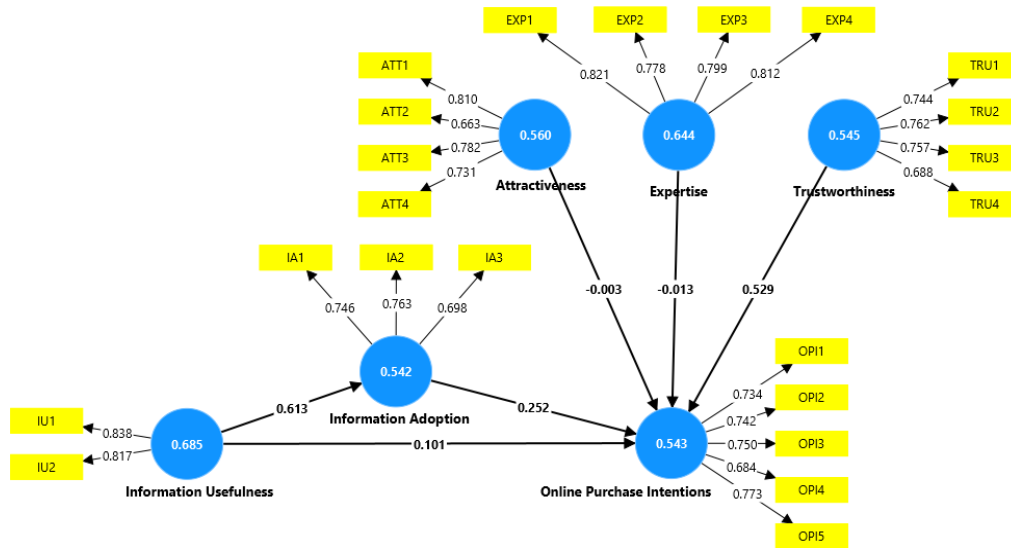 EXP1 EXP2 EXP3 EXP4
0.821 0.778 0.799 0.812
ATT1
ATT2
ATT3
ATT4
0.810
0.663
0.782
0.731
0.560
Attractiveness
0.644
Expertise
0.545
Trustworthiness
TRU1
TRU2
TRU3
TRU4
0.744
0.762
0.757
0.688
IA1 IA2 IA3
0.746 0.763 0.698
-0.003 -0.013 0.529
0.542
Information Adoption
0.613
0.252
0.101
IU1
IU2
0.838
0.817
0.685
Information Usefulness
0.543
Online Purchase Intentions
0.734
0.742
0.750
0.684
0.773
OPI1
OPI2
OPI3
OPI4
OPI5